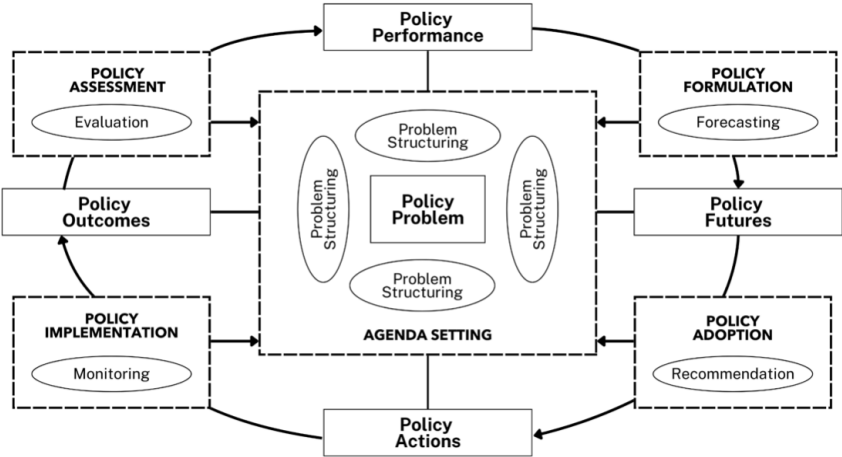 Policy
Performance
POLICY
ASSESSMENT
Evaluation
POLICY
FORMULATION
Forecasting
Problem
Structuring
Problem
Structuring
Policy
Problem
Problem
Structuring
Problem
Structuring
AGENDA SETTING
Policy
Outcomes
Policy
Futures
POLICY
IMPLEMENTATION
Monitoring
POLICY
ADOPTION
Recommendation
Policy
Actions